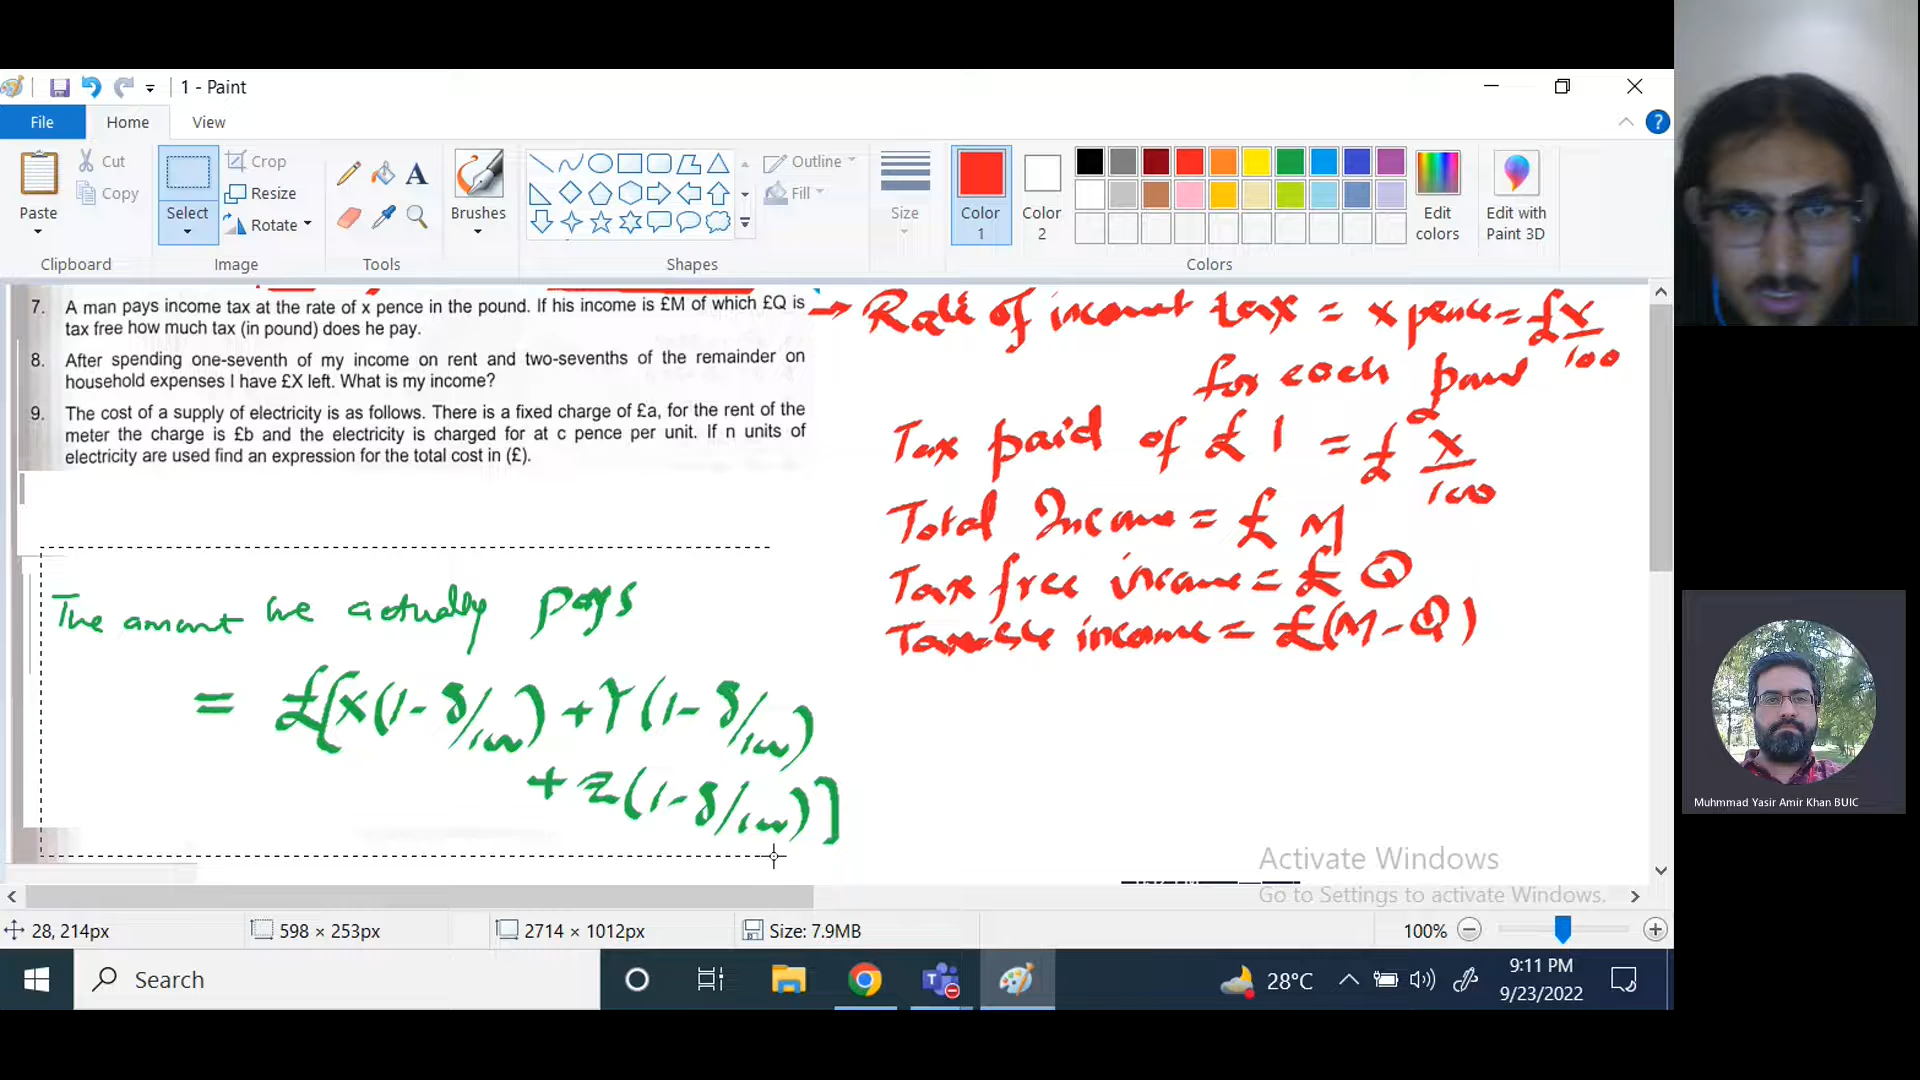 1 - Paint
File
Home
View
Paste
Cut
Copy
Clipboard
Select
Crop
Resize
Rotate
Image
Tools
Brushes
Shapes
Outline
Fill
Size
Color 1
Color 2
Edit colors
Edit with Paint 3D
Colors
7. A man pays income tax at the rate of x pence in the pound. If his income is £M of which £Q is
tax free how much tax (in pound) does he pay.
8. After spending one-seventh of my income on rent and two-sevenths of the remainder on
household expenses I have £X left. What is my income?
9. The cost of a supply of electricity is as follows. There is a fixed charge of £a, for the rent of the
meter the charge is £b and the electricity is charged for at c pence per unit. If n units of
electricity are used find an expression for the total cost in (£).
The amount he actually pays
= £[X(1-8/100)+Y(1-8/100)
+Z(1-8/100)]
→ Rate of income tax = x pence = £x/100
for each pound
Tax paid of £ 1 = £ x/100
Total Income = £ M
Tax free income = £ Q
Taxable income = £(M-Q)
Activate Windows
Go to Settings to activate Windows.
28, 214px
598 × 253px
2714 × 1012px
Size: 7.9MB
100%
Search
28°C
9:11 PM
9/23/2022
Muhmmad Yasir Amir Khan BUIC